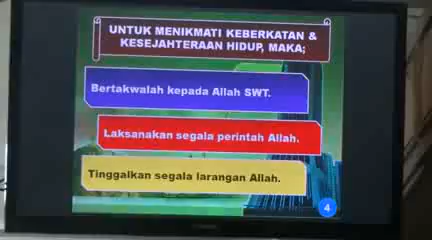 UNTUK MENIKMATI KEBERKATAN &
KESEJAHTERAAN HIDUP, MAKA;
Bertakwalah kepada Allah SWT.
Laksanakan segala perintah Allah.
Tinggalkan segala larangan Allah.
4